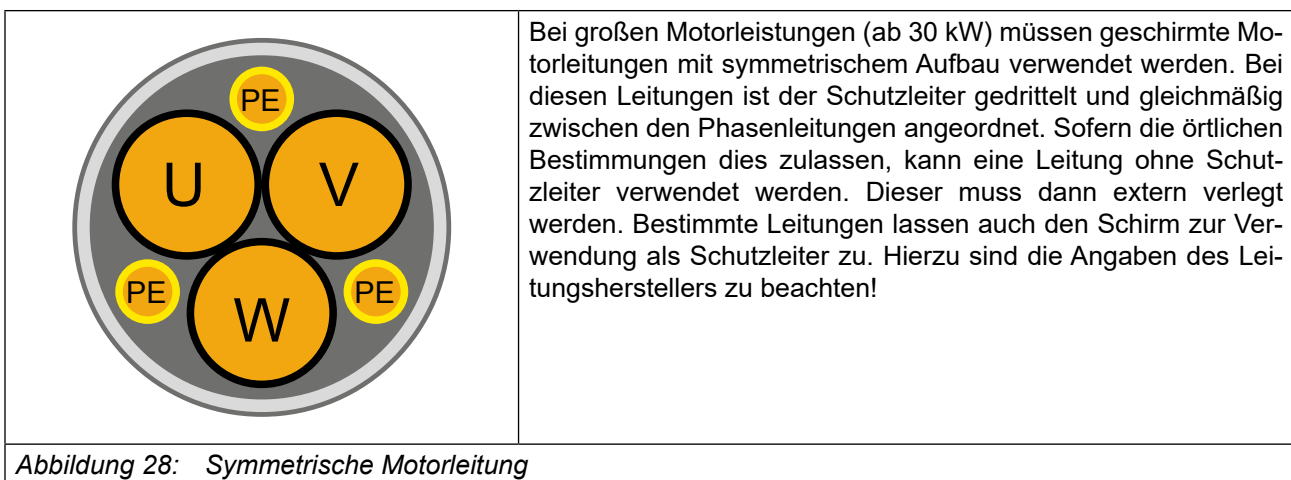 PE
U V
PE PE
W
Bei großen Motorleistungen (ab 30 kW) müssen geschirmte Mo-
torleitungen mit symmetrischem Aufbau verwendet werden. Bei
diesen Leitungen ist der Schutzleiter gedrittelt und gleichmäßig
zwischen den Phasenleitungen angeordnet. Sofern die örtlichen
Bestimmungen dies zulassen, kann eine Leitung ohne Schut-
zleiter verwendet werden. Dieser muss dann extern verlegt
werden. Bestimmte Leitungen lassen auch den Schirm zur Ver-
wendung als Schutzleiter zu. Hierzu sind die Angaben des Lei-
tungsherstellers zu beachten!
Abbildung 28: Symmetrische Motorleitung